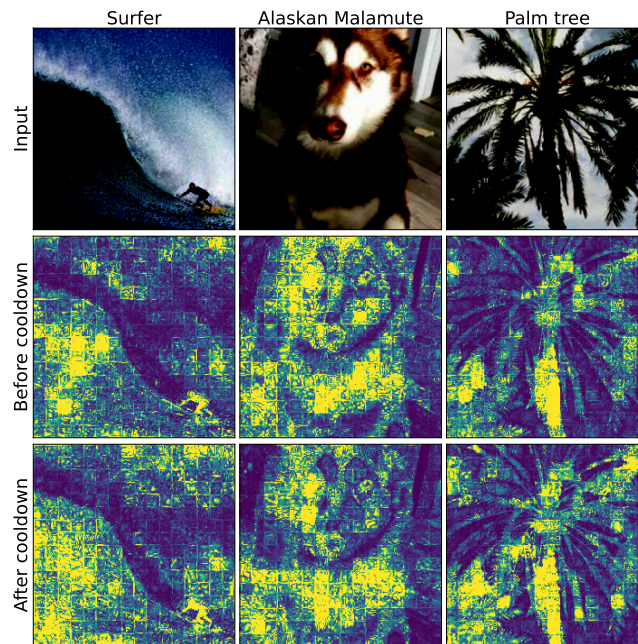 Surfer
Alaskan Malamute
Palm tree
Input
Before cooldown
After cooldown